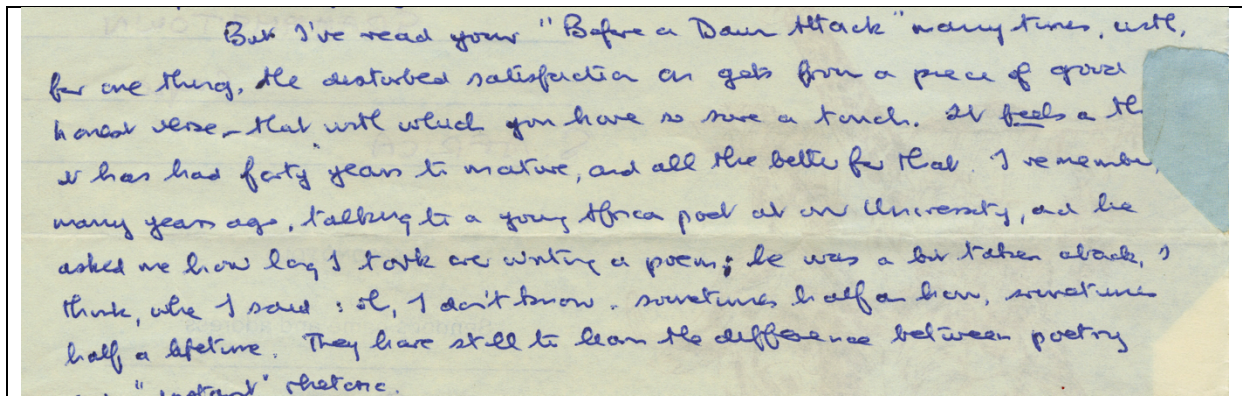 But I've read your "Before a Dawn Attack" many times, with,
for one thing, the disturbed satisfaction one gets from a piece of good
honest verse – that with which you have so sure a touch. It feels as th
it has had forty years to mature, and all the better for that. I remember,
many years ago, talking to a young African poet at our University, and he
asked me how long I took over writing a poem; he was a bit taken aback, I
think, when I said: oh, I don't know. sometimes half an hour, sometimes
half a lifetime. They have still to learn the difference between poetry
"instant" rhetoric.